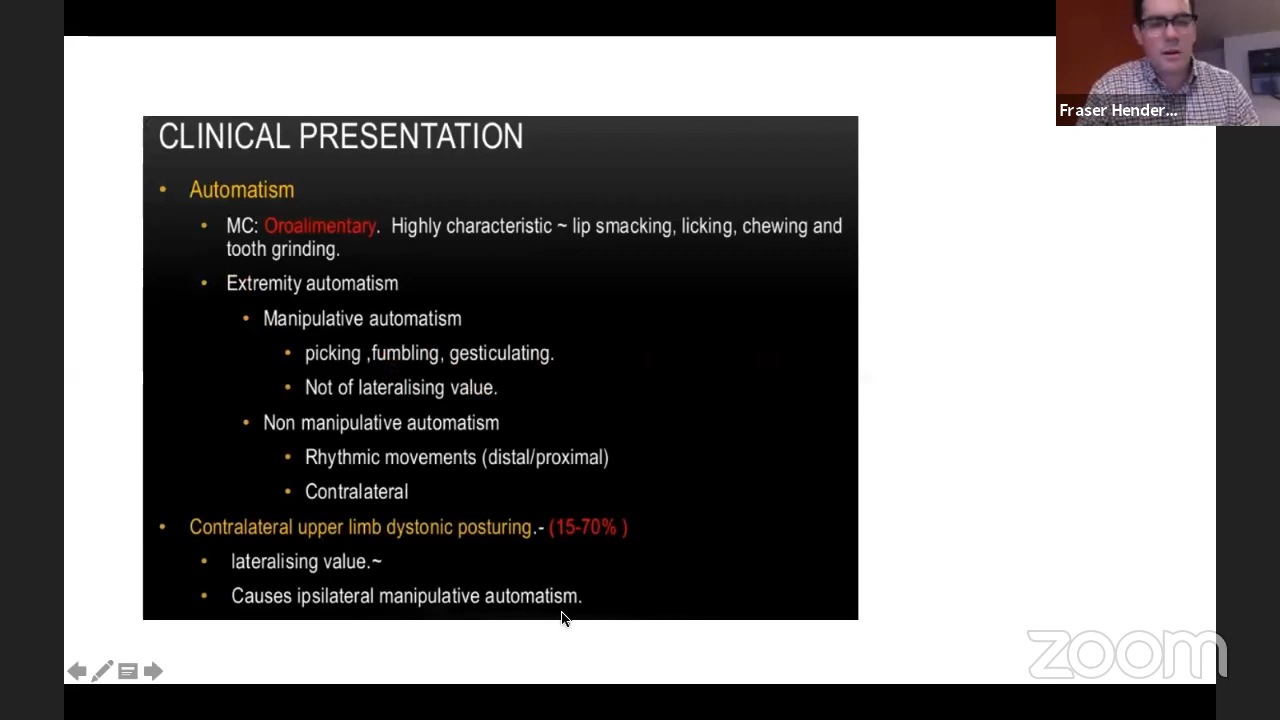 CLINICAL PRESENTATION
• Automatism
• MC: Oroalimentary. Highly characteristic ~ lip smacking, licking, chewing and
tooth grinding.
• Extremity automatism
• Manipulative automatism
• picking ,fumbling, gesticulating.
• Not of lateralising value.
• Non manipulative automatism
• Rhythmic movements (distal/proximal)
• Contralateral
• Contralateral upper limb dystonic posturing.- (15-70% )
• lateralising value.~
• Causes ipsilateral manipulative automatism.
Fraser Hender...
zoom